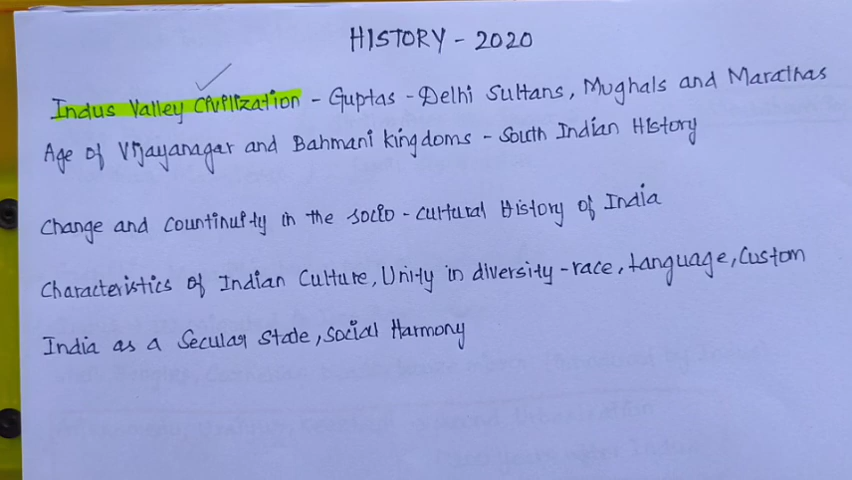 HISTORY - 2020
Indus Valley Civilization - Guptas - Delhi Sultans, Mughals and Marathas
Age of Vijayanagar and Bahmani kingdoms - South Indian History
Change and Countinuity in the socio - cultural History of India
Characteristics of Indian Culture, Unity in diversity - race, Language, Custom
India as a Secular State, Social Harmony